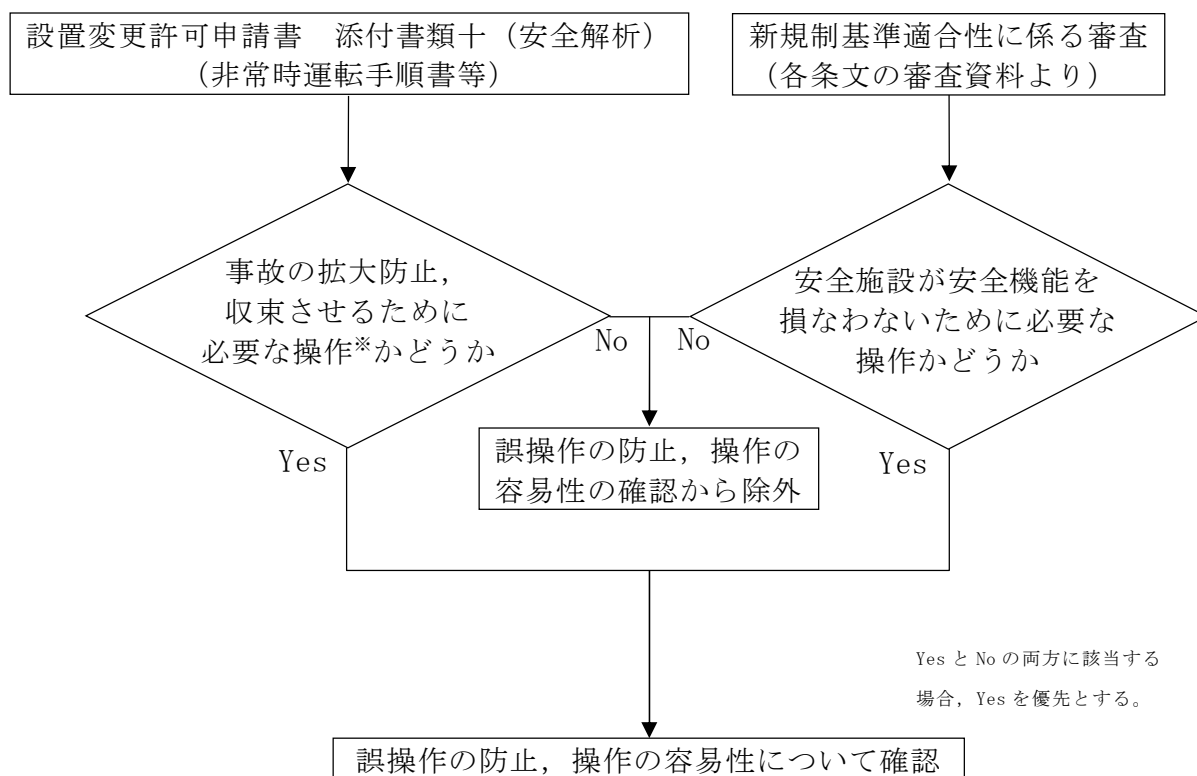 設置変更許可申請書　添付書類十（安全解析）
（非常時運転手順書等）
新規制基準適合性に係る審査
（各条文の審査資料より）
事故の拡大防止，
収束させるために
必要な操作※かどうか
安全施設が安全機能を
損なわないために必要な
操作かどうか
No
No
誤操作の防止，操作の
容易性の確認から除外
Yes
Yes
Yes と No の両方に該当する
場合，Yes を優先とする。
誤操作の防止，操作の容易性について確認